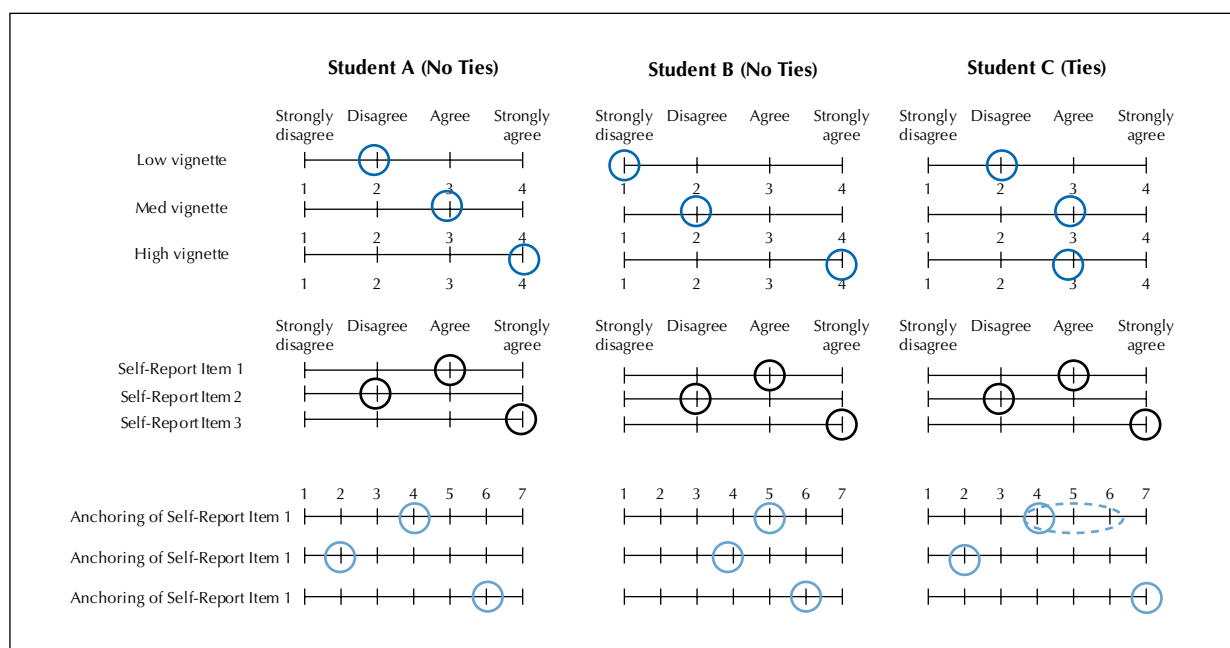 Student A (No Ties) Student B (No Ties) Student C (Ties)
Strongly disagree Disagree Agree Strongly agree Strongly disagree Disagree Agree Strongly agree Strongly disagree Disagree Agree Strongly agree
Low vignette
1 2 3 4 1 2 3 4 1 2 3 4
Med vignette
1 2 3 4 1 2 3 4 1 2 3 4
High vignette
1 2 3 4 1 2 3 4 1 2 3 4
Strongly disagree Disagree Agree Strongly agree Strongly disagree Disagree Agree Strongly agree Strongly disagree Disagree Agree Strongly agree
Self-Report Item 1
Self-Report Item 2
Self-Report Item 3
1 2 3 4 5 6 7 1 2 3 4 5 6 7 1 2 3 4 5 6 7
Anchoring of Self-Report Item 1
Anchoring of Self-Report Item 1
Anchoring of Self-Report Item 1